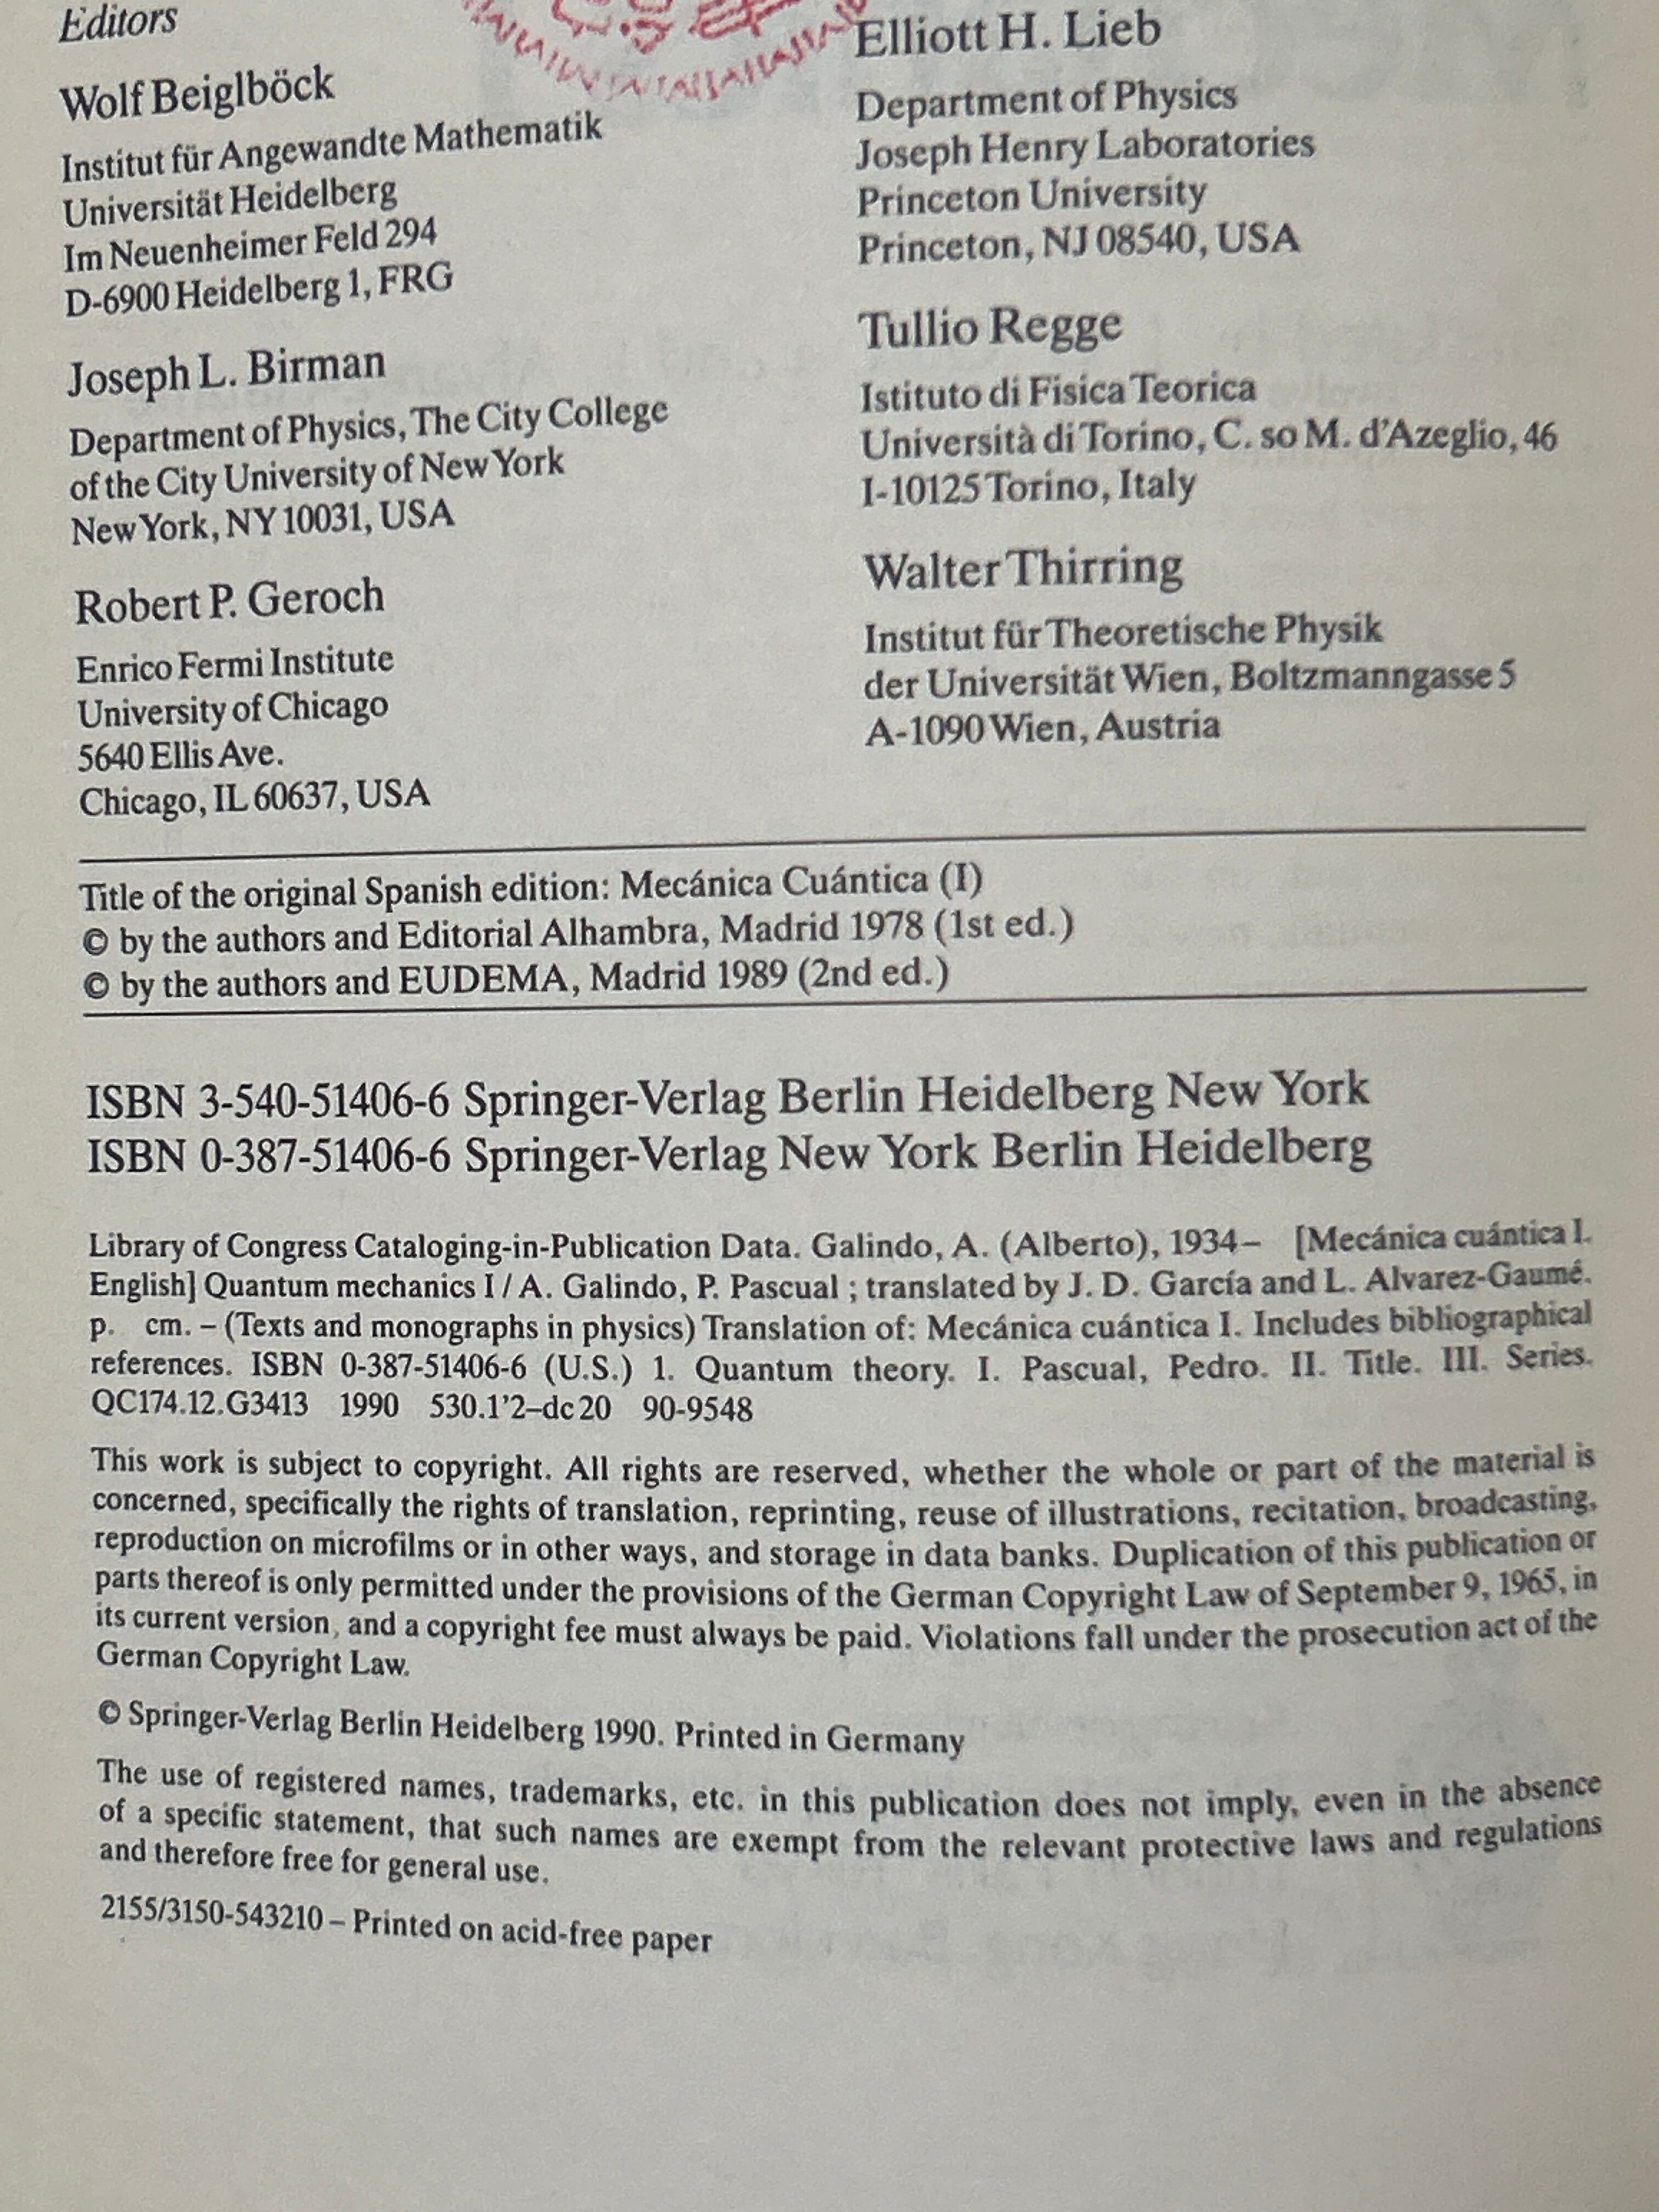 Editors
Wolf Beiglböck
Institut für Angewandte Mathematik
Universität Heidelberg
Im Neuenheimer Feld 294
D-6900 Heidelberg 1, FRG
Joseph L. Birman
Department of Physics, The City College
of the City University of New York
New York, NY 10031, USA
Robert P. Geroch
Enrico Fermi Institute
University of Chicago
5640 Ellis Ave.
Chicago, IL 60637, USA
Elliott H. Lieb
Department of Physics
Joseph Henry Laboratories
Princeton University
Princeton, NJ 08540, USA
Tullio Regge
Istituto di Fisica Teorica
Università di Torino, C. so M. d'Azeglio, 46
I-10125 Torino, Italy
Walter Thirring
Institut für Theoretische Physik
der Universität Wien, Boltzmanngasse 5
A-1090 Wien, Austria
Title of the original Spanish edition: Mecánica Cuántica (I)
© by the authors and Editorial Alhambra, Madrid 1978 (1st ed.)
© by the authors and EUDEMA, Madrid 1989 (2nd ed.)
ISBN 3-540-51406-6 Springer-Verlag Berlin Heidelberg New York
ISBN 0-387-51406-6 Springer-Verlag New York Berlin Heidelberg
Library of Congress Cataloging-in-Publication Data. Galindo, A. (Alberto), 1934– [Mecánica cuántica I.
English] Quantum mechanics I / A. Galindo, P. Pascual ; translated by J. D. García and L. Alvarez-Gaumé.
p. cm. – (Texts and monographs in physics) Translation of: Mecánica cuántica I. Includes bibliographical
references. ISBN 0-387-51406-6 (U.S.) 1. Quantum theory. I. Pascual, Pedro. II. Title. III. Series.
QC174.12.G3413 1990 530.1'2–dc20 90-9548
This work is subject to copyright. All rights are reserved, whether the whole or part of the material is
concerned, specifically the rights of translation, reprinting, reuse of illustrations, recitation, broadcasting,
reproduction on microfilms or in other ways, and storage in data banks. Duplication of this publication or
parts thereof is only permitted under the provisions of the German Copyright Law of September 9, 1965, in
its current version, and a copyright fee must always be paid. Violations fall under the prosecution act of the
German Copyright Law.
© Springer-Verlag Berlin Heidelberg 1990. Printed in Germany
The use of registered names, trademarks, etc. in this publication does not imply, even in the absence
of a specific statement, that such names are exempt from the relevant protective laws and regulations
and therefore free for general use.
2155/3150-543210 – Printed on acid-free paper